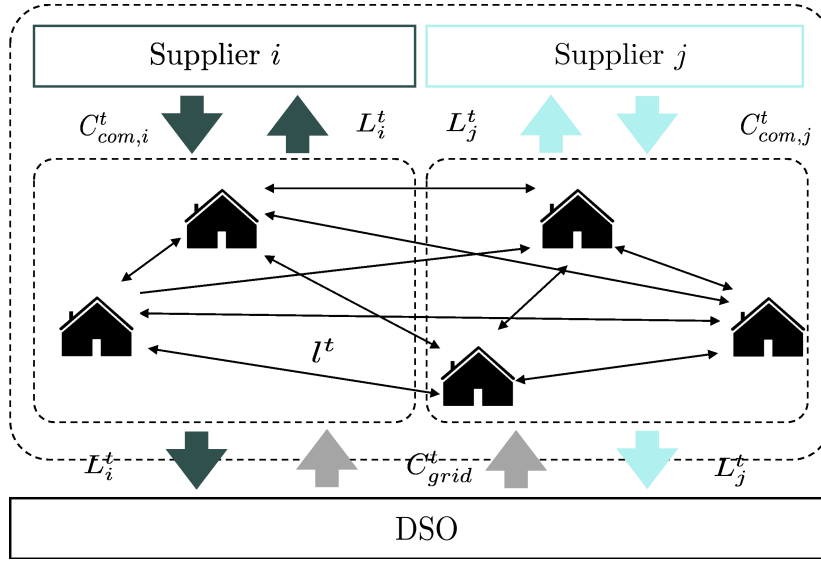 Supplier i
Supplier j
C^t_{com,i}
L^t_i
L^t_j
C^t_{com,j}
l^t
L^t_i
C^t_{grid}
L^t_j
DSO